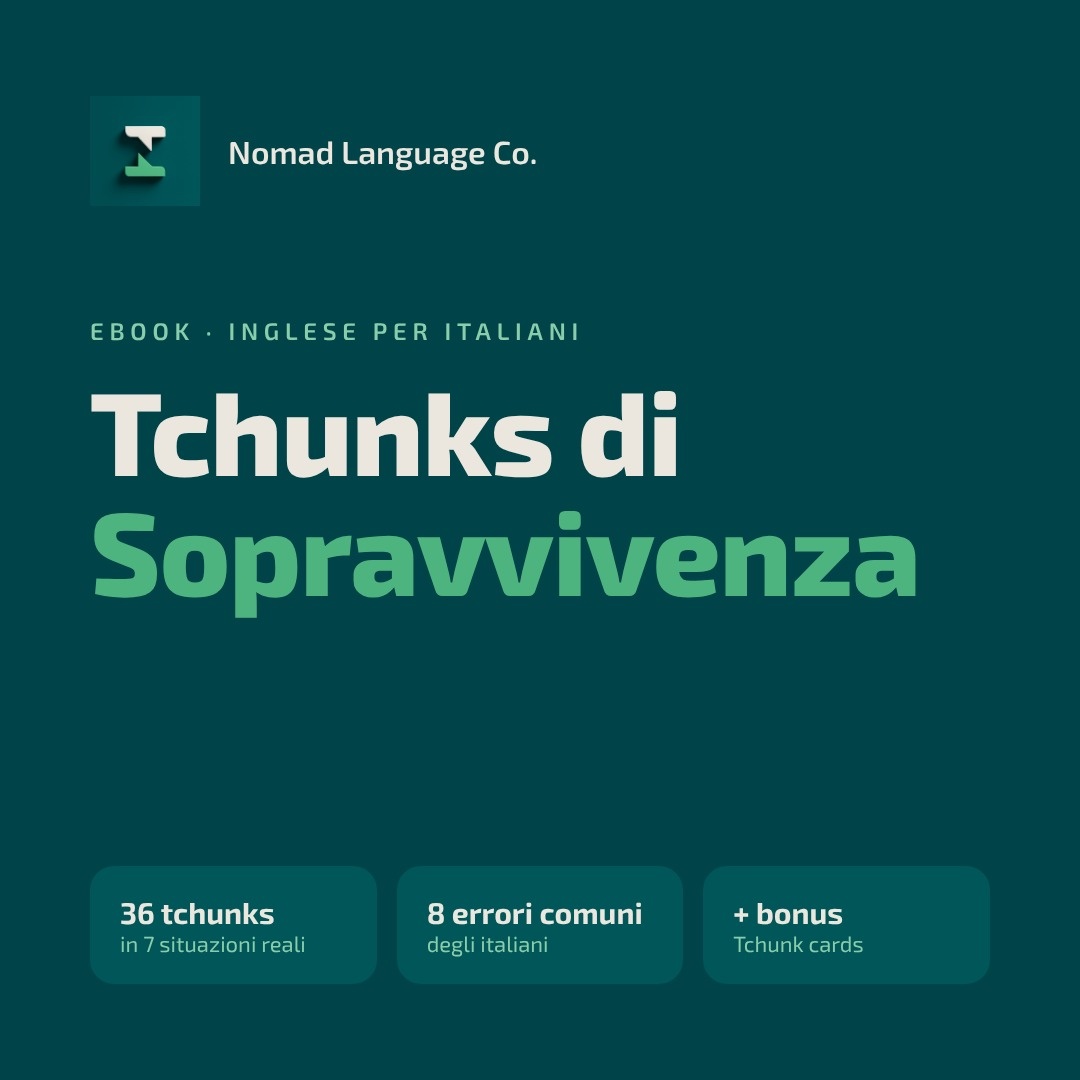 Nomad Language Co.
EBOOK · INGLESE PER ITALIANI
Tchunks di
Sopravvivenza
36 tchunks
in 7 situazioni reali
8 errori comuni
degli italiani
+ bonus
Tchunk cards